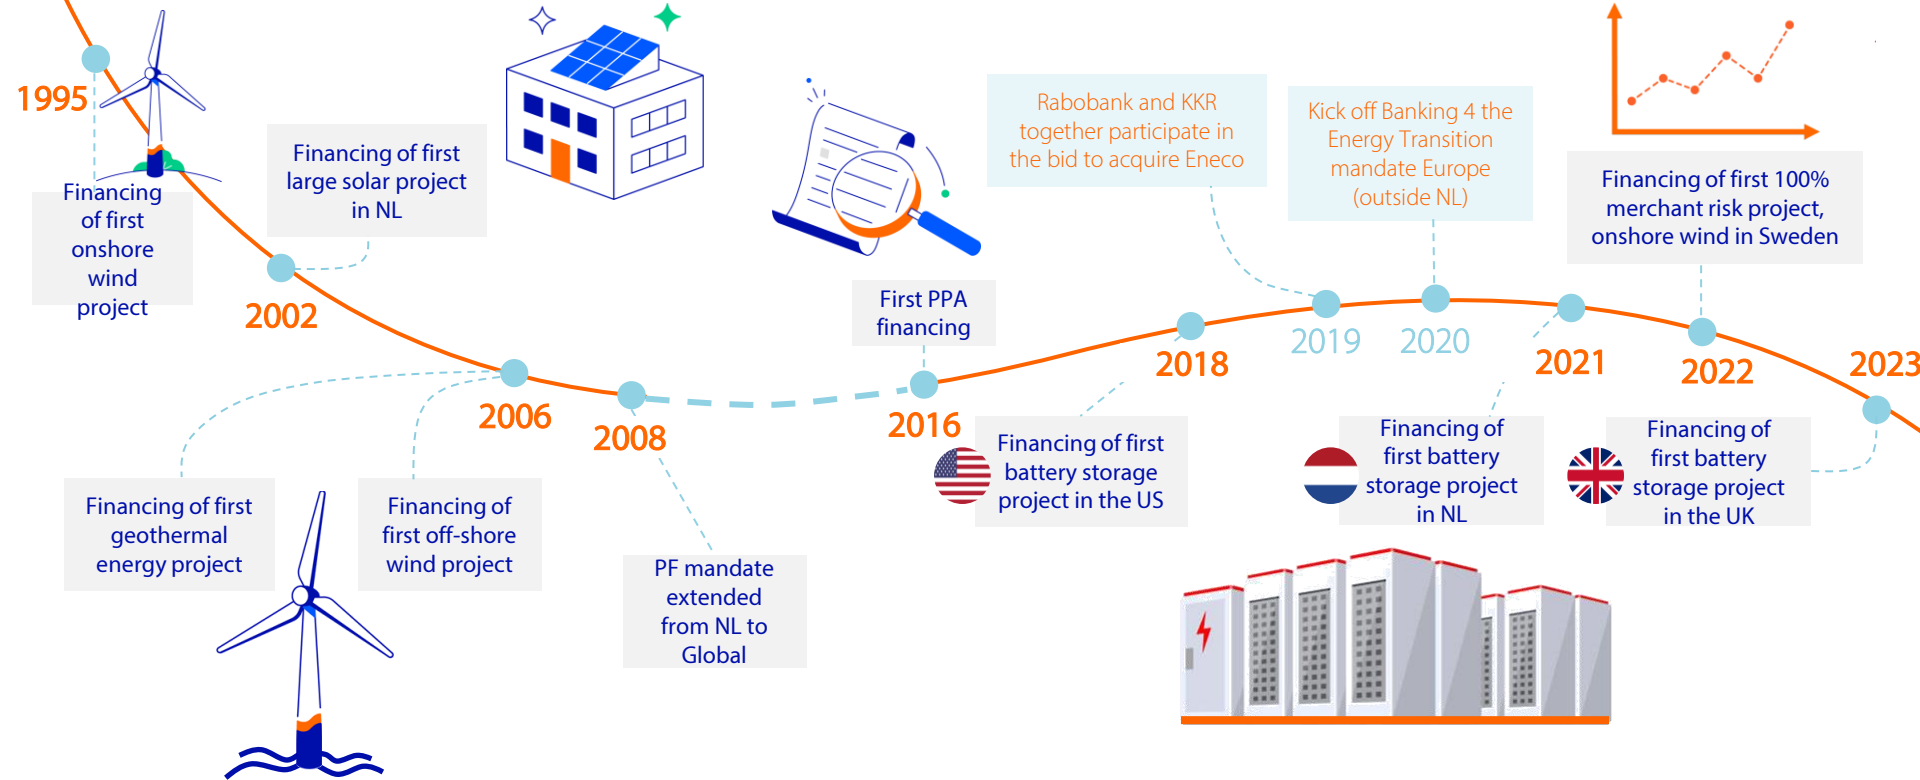 1995
Financing
of first
onshore
wind
project
Financing of first
large solar project
in NL
2002
Financing of first
geothermal
energy project
Financing of
first off-shore
wind project
2006
2008
PF mandate
extended
from NL to
Global
First PPA
financing
2016
Financing of first
battery storage
project in the US
2018
Rabobank and KKR
together participate in
the bid to acquire Eneco
2019
Kick off Banking 4 the
Energy Transition
mandate Europe
(outside NL)
2020
2021
Financing of
first battery
storage project
in NL
Financing of first 100%
merchant risk project,
onshore wind in Sweden
2022
2023
Financing of
first battery
storage project
in the UK